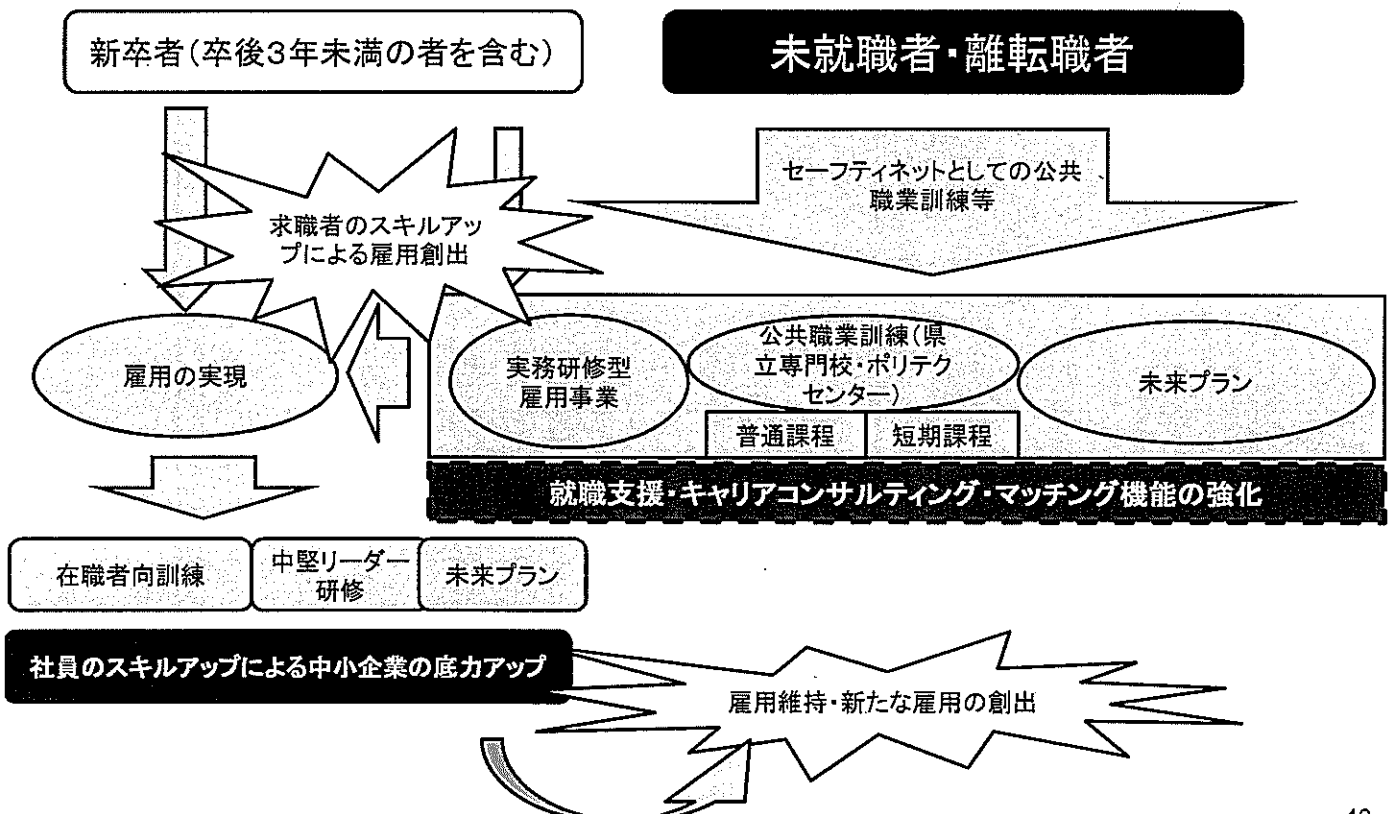 新卒者(卒後3年未満の者を含む)
未就職者・離転職者
セーフティネットとしての公共
職業訓練等
求職者のスキルアッ
プによる雇用創出
雇用の実現
実務研修型
雇用事業
公共職業訓練(県
立専門校・ポリテク
センター)
普通課程
短期課程
未来プラン
就職支援・キャリアコンサルティング・マッチング機能の強化
在職者向訓練
中堅リーダー
研修
未来プラン
社員のスキルアップによる中小企業の底力アップ
雇用維持・新たな雇用の創出